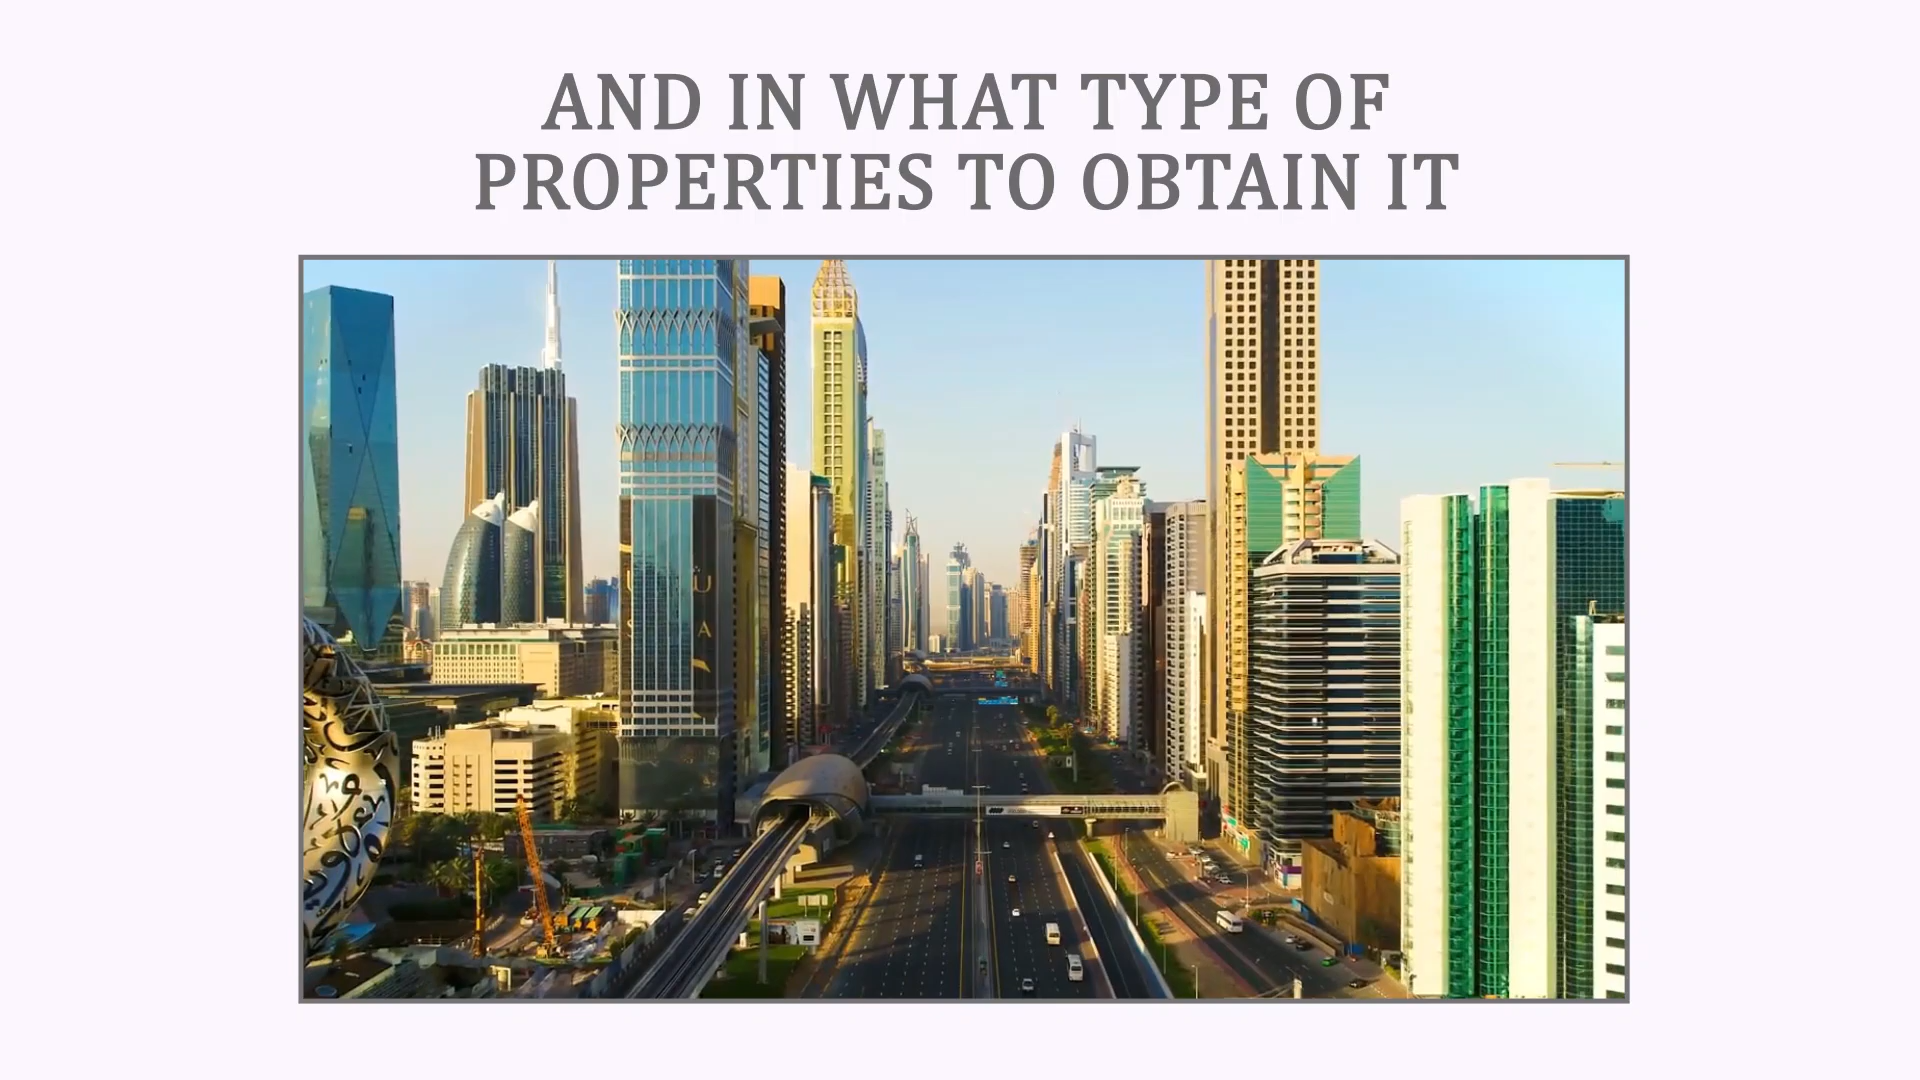 AND IN WHAT TYPE OF
PROPERTIES TO OBTAIN IT